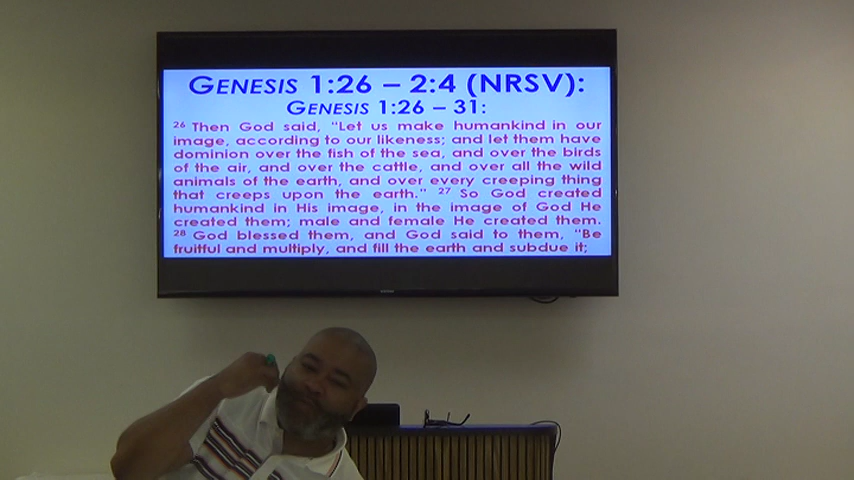 GENESIS 1:26 – 2:4 (NRSV):
GENESIS 1:26 – 31:
26 Then God said, "Let us make humankind in our
image, according to our likeness; and let them have
dominion over the fish of the sea, and over the birds
of the air, and over the cattle, and over all the wild
animals of the earth, and over every creeping thing
that creeps upon the earth." 27 So God created
humankind in His image, in the image of God He
created them; male and female He created them.
28 God blessed them, and God said to them, "Be
fruitful and multiply, and fill the earth and subdue it;